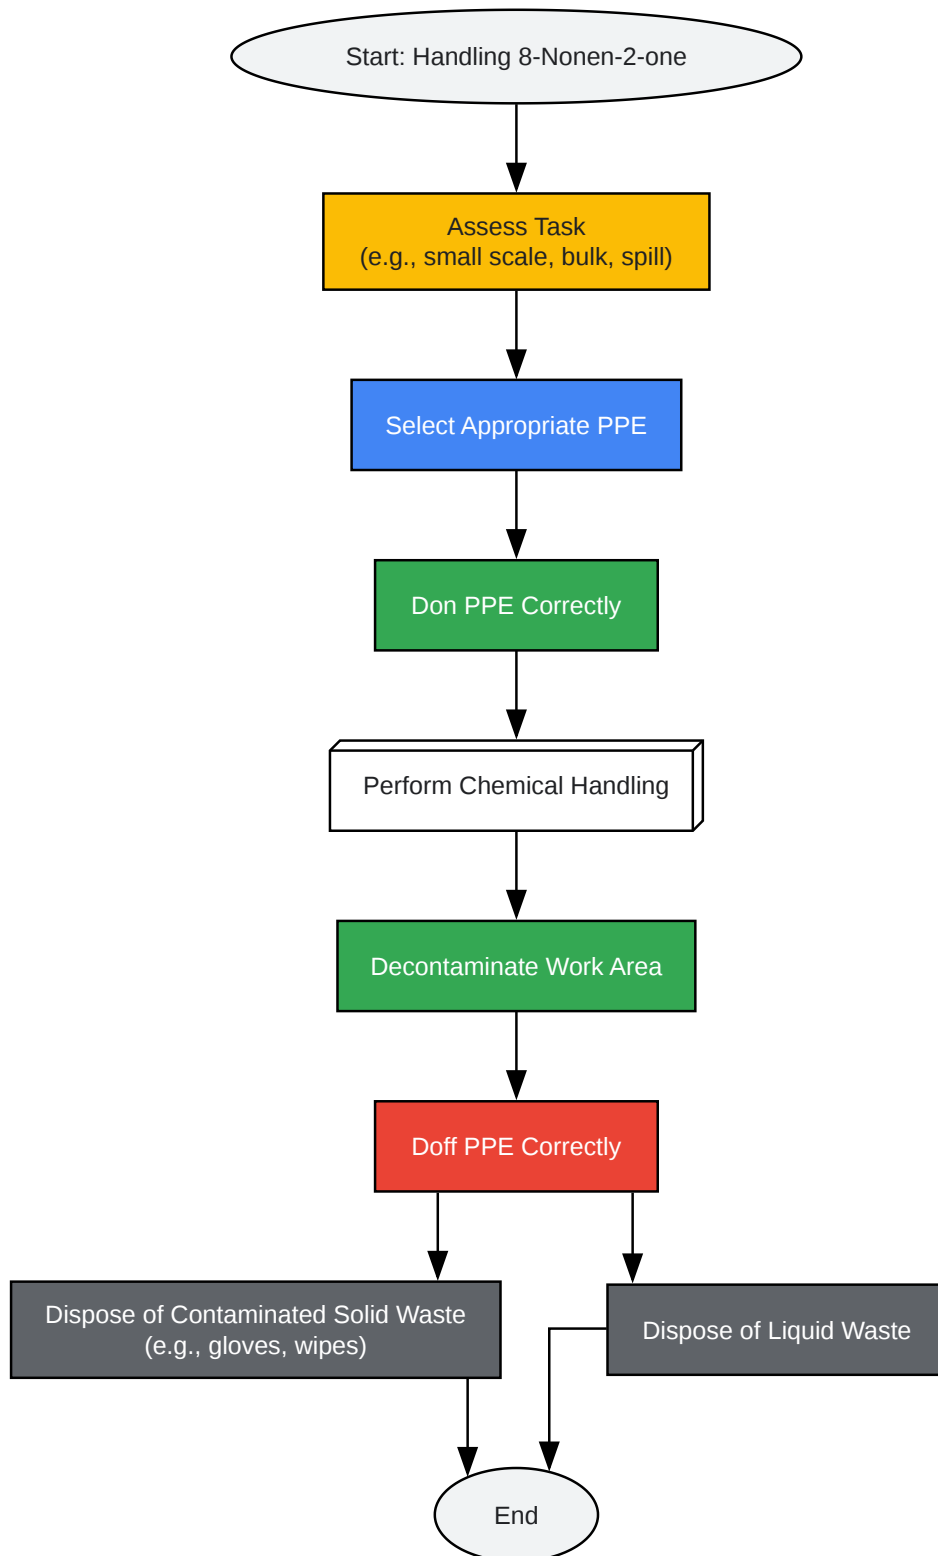 Start: Handling 8-Nonen-2-one
Assess Task
(e.g., small scale, bulk, spill)
Select Appropriate PPE
Don PPE Correctly
Perform Chemical Handling
Decontaminate Work Area
Doff PPE Correctly
Dispose of Contaminated Solid Waste
(e.g., gloves, wipes)
Dispose of Liquid Waste
End